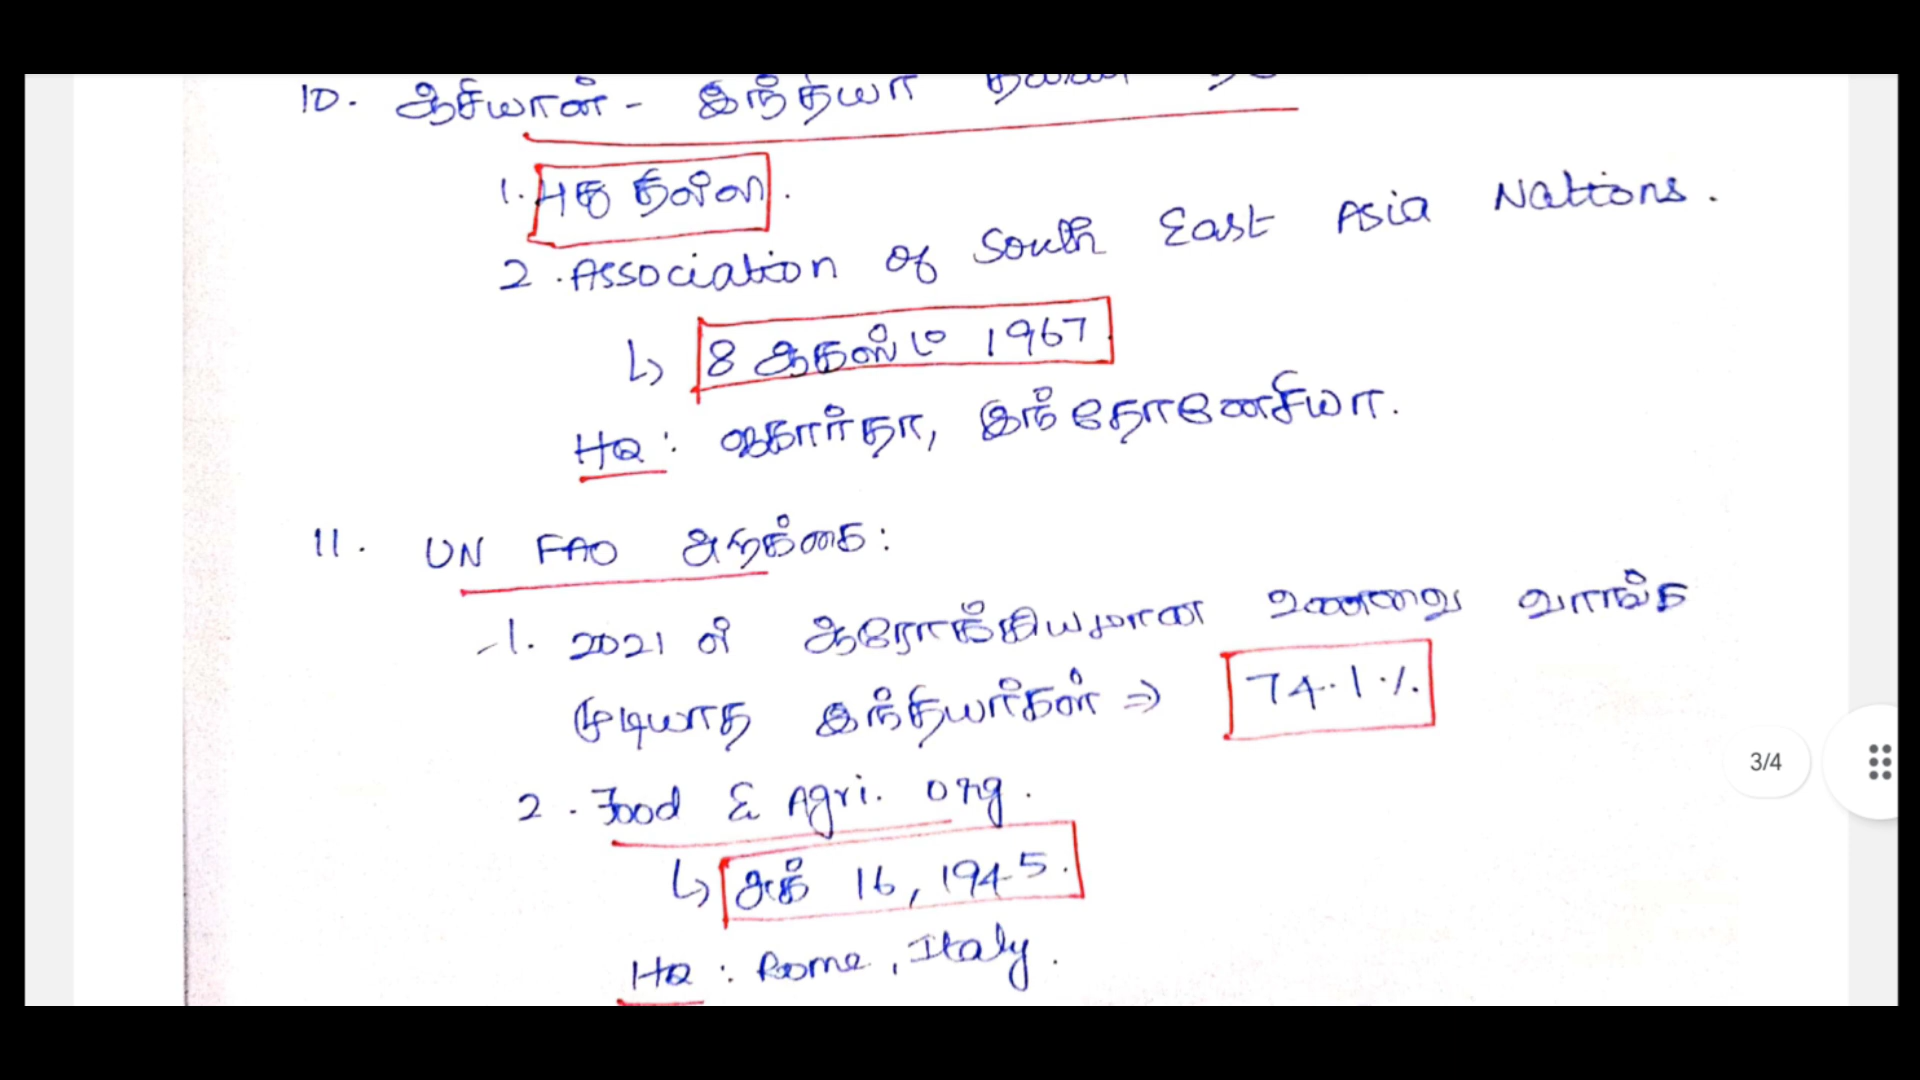 10. ஆசியான் - இந்தியா
1. புது தில்லி.
2. Association of South East Asia Nations.
↳ 8 ஆகஸ்ட் 1967
HQ : ஜகார்தா, இந்தோனேசியா.
11. UN FAO அறிக்கை:
1. 2021 ல் ஆரோக்கியமான உணவை வாங்க
முடியாத இந்தியர்கள் ⇒ 74.1%
2. Food & Agri. org.
↳ அக் 16, 1945.
HQ : Rome, Italy.
3/4